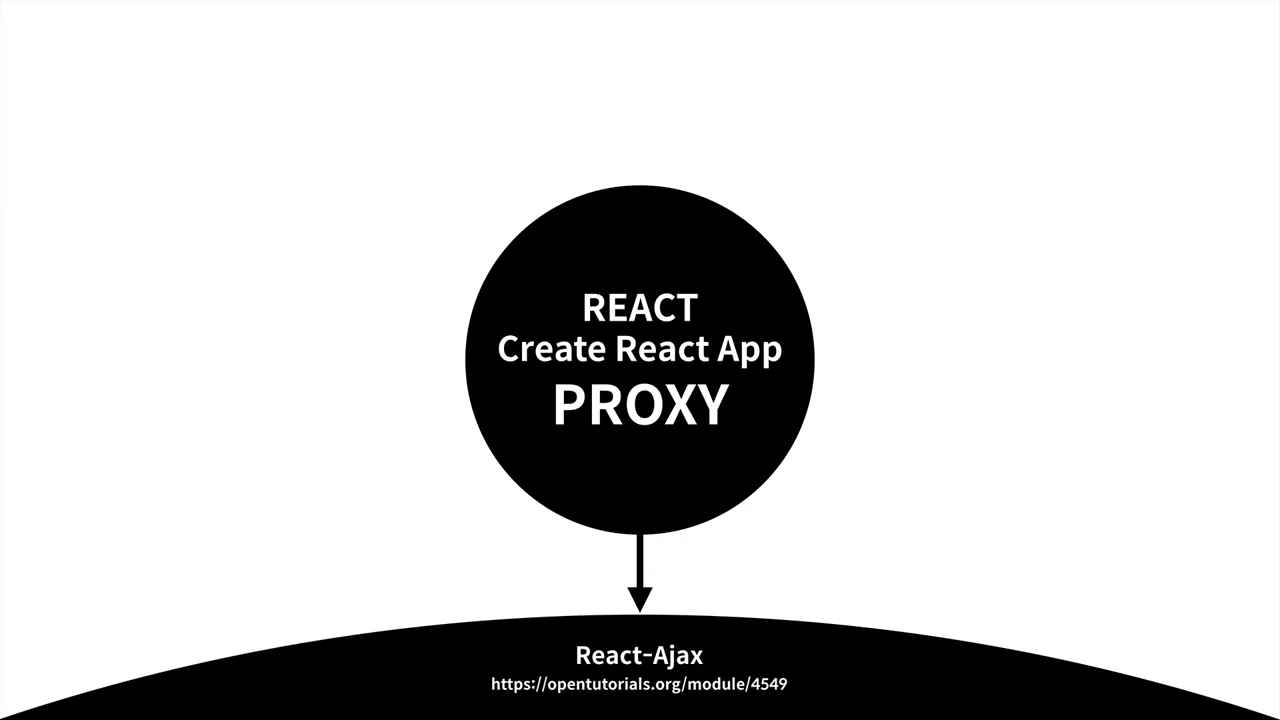 REACT
Create React App
PROXY
React-Ajax
https://opentutorials.org/module/4549